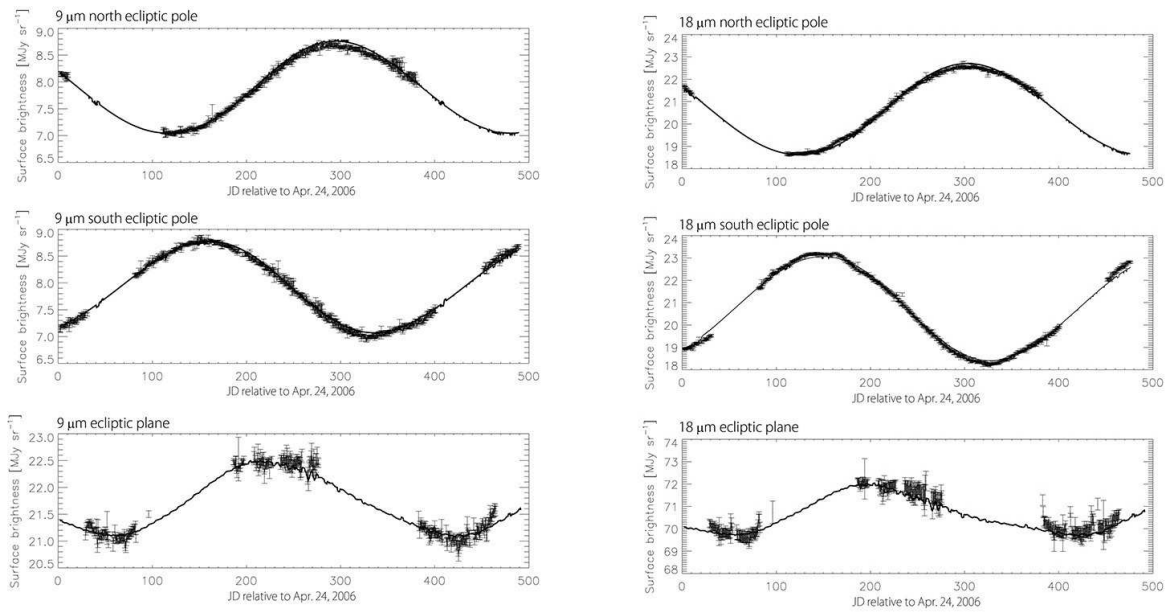 9 μm north ecliptic pole
Surface brightness [MJy sr⁻¹]
9.0
8.5
8.0
7.5
7.0
6.5
0 100 200 300 400 500
JD relative to Apr. 24, 2006
18 μm north ecliptic pole
Surface brightness [MJy sr⁻¹]
24
23
22
21
20
19
18
0 100 200 300 400 500
JD relative to Apr. 24, 2006
9 μm south ecliptic pole
Surface brightness [MJy sr⁻¹]
9.0
8.5
8.0
7.5
7.0
6.5
0 100 200 300 400 500
JD relative to Apr. 24, 2006
18 μm south ecliptic pole
Surface brightness [MJy sr⁻¹]
24
23
22
21
20
19
18
0 100 200 300 400 500
JD relative to Apr. 24, 2006
9 μm ecliptic plane
Surface brightness [MJy sr⁻¹]
23.0
22.5
22.0
21.5
21.0
20.5
0 100 200 300 400 500
JD relative to Apr. 24, 2006
18 μm ecliptic plane
Surface brightness [MJy sr⁻¹]
74
73
72
71
70
69
68
0 100 200 300 400 500
JD relative to Apr. 24, 2006